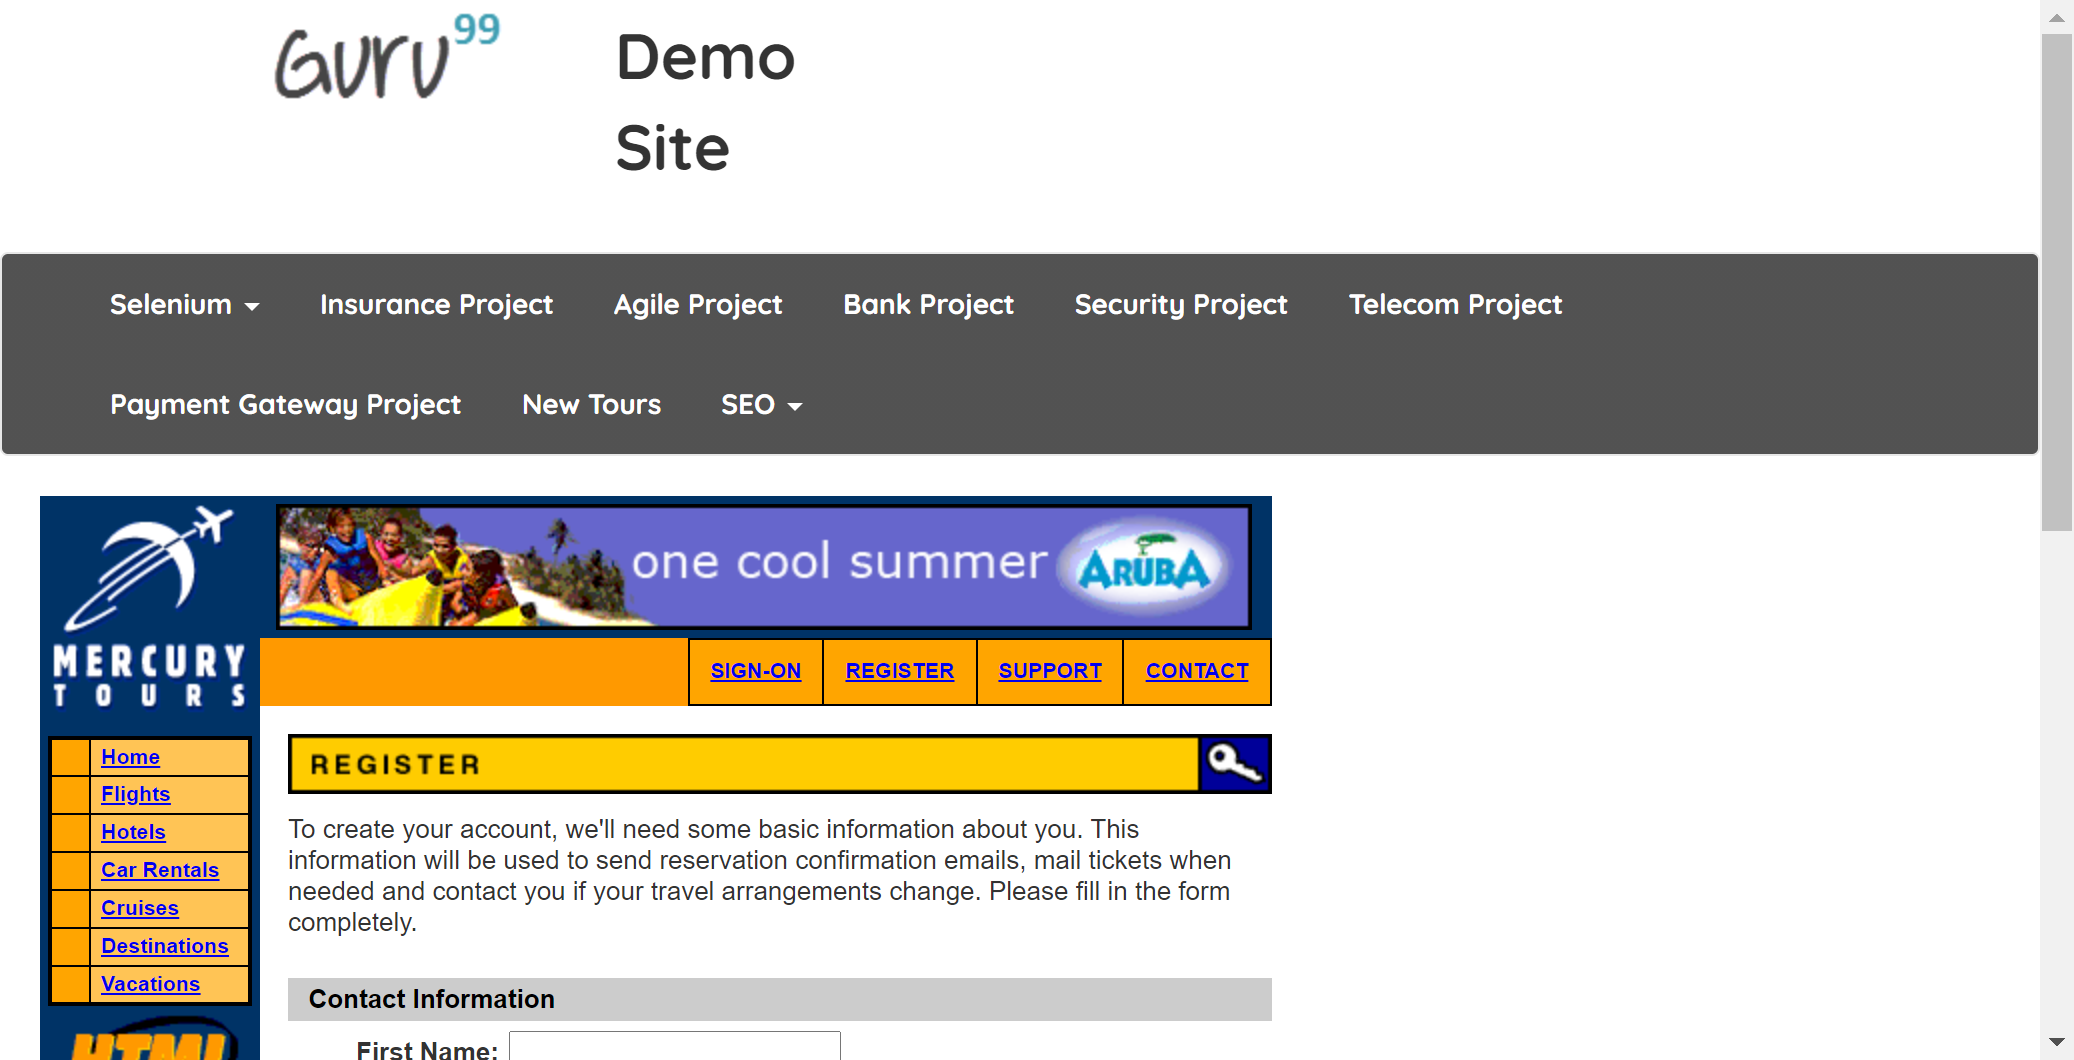 Guru99
Demo
Site
Selenium
Insurance Project
Agile Project
Bank Project
Security Project
Telecom Project
Payment Gateway Project
New Tours
SEO
one cool summer
ARUBA
MERCURY
TOURS
SIGN-ON
REGISTER
SUPPORT
CONTACT
Home
Flights
Hotels
Car Rentals
Cruises
Destinations
Vacations
HTML
REGISTER
To create your account, we'll need some basic information about you. This
information will be used to send reservation confirmation emails, mail tickets when
needed and contact you if your travel arrangements change. Please fill in the form
completely.
Contact Information
First Name: